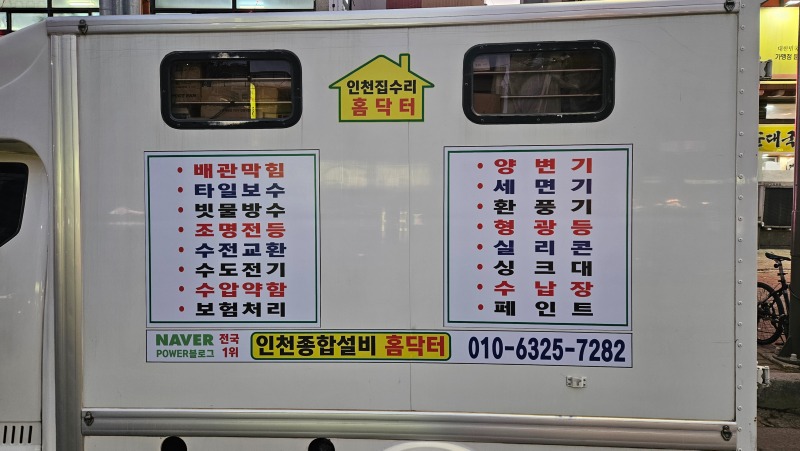 인천집수리
홈닥터
• 배관막힘
• 타일보수
• 빗물방수
• 조명전등
• 수전교환
• 수도전기
• 수압약함
• 보험처리
• 양변기
• 세면기
• 환풍기
• 형광등
• 실리콘
• 싱크대
• 수납장
• 페인트
NAVER 전국
POWER블로그 1위
인천종합설비 홈닥터
010-6325-7282
대한민국